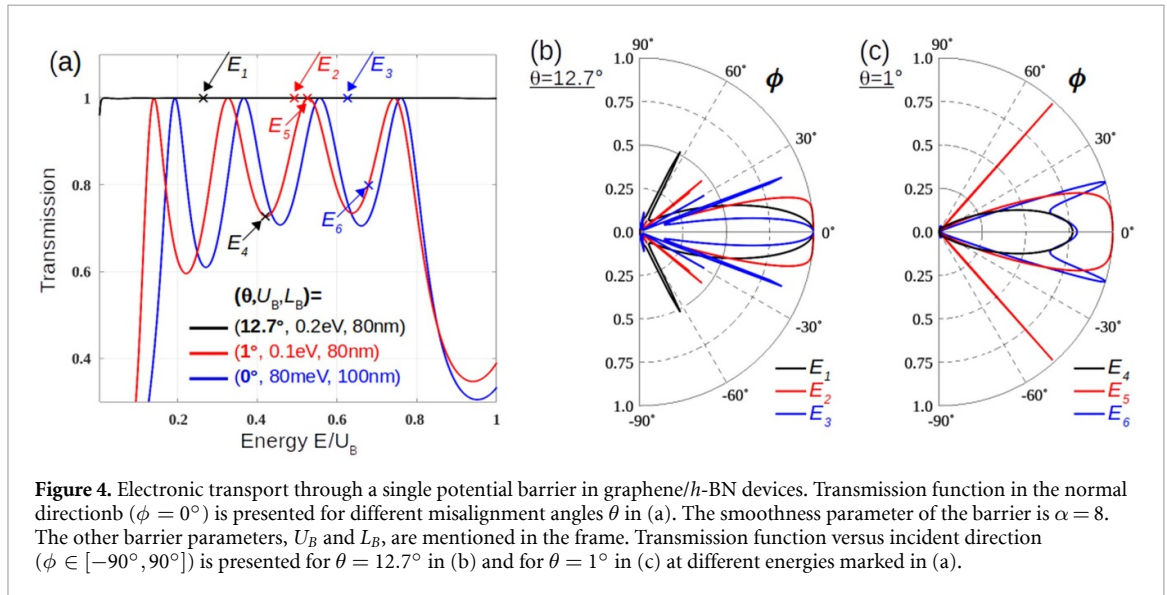 (a)
E1
E2
E3
E5
E4
E6
1
0.8
0.6
0.4
Transmission
(θ,UB,LB)=
(12.7°, 0.2eV, 80nm)
(1°, 0.1eV, 80nm)
(0°, 80meV, 100nm)
0.2 0.4 0.6 0.8 1
Energy E/UB
(b)
θ=12.7°
90°
ϕ
60°
30°
0°
-30°
-60°
-90°
1.0
0.75
0.5
0.25
0.0
0.25
0.5
0.75
1.0
E1
E2
E3
(c)
θ=1°
90°
ϕ
60°
30°
0°
-30°
-60°
-90°
1.0
0.75
0.5
0.25
0.0
0.25
0.5
0.75
1.0
E4
E5
E6
Figure 4. Electronic transport through a single potential barrier in graphene/h-BN devices. Transmission function in the normal
directionb (ϕ = 0°) is presented for different misalignment angles θ in (a). The smoothness parameter of the barrier is α = 8.
The other barrier parameters, UB and LB, are mentioned in the frame. Transmission function versus incident direction
(ϕ ∈ [−90°, 90°]) is presented for θ = 12.7° in (b) and for θ = 1° in (c) at different energies marked in (a).